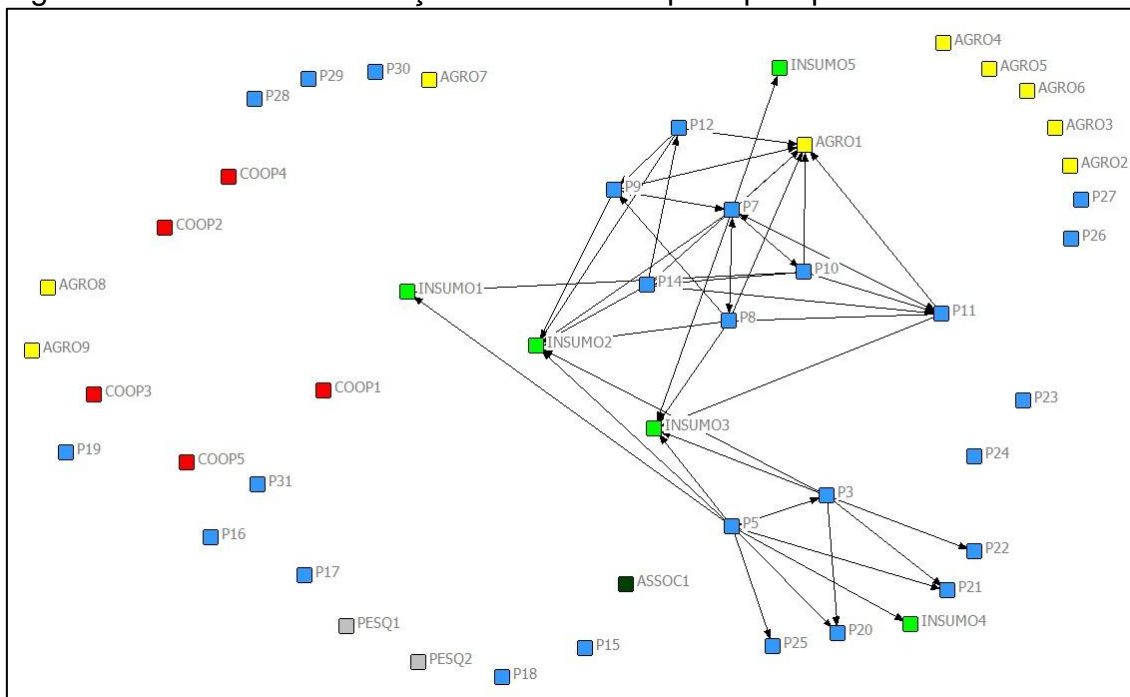 AGRO4
INSUMO5
AGRO5
P30
P29
AGRO7
AGRO6
P28
P12
AGRO3
AGRO1
AGRO2
COOP4
P9
P27
P7
COOP2
P26
P10
AGRO8
P14
INSUMO1
P11
P8
INSUMO2
AGRO9
COOP1
COOP3
P23
INSUMO3
P19
P24
COOP5
P31
P3
P5
P16
P22
P17
ASSOC1
P21
PESQ1
INSUMO4
P20
P25
P15
PESQ2
P18